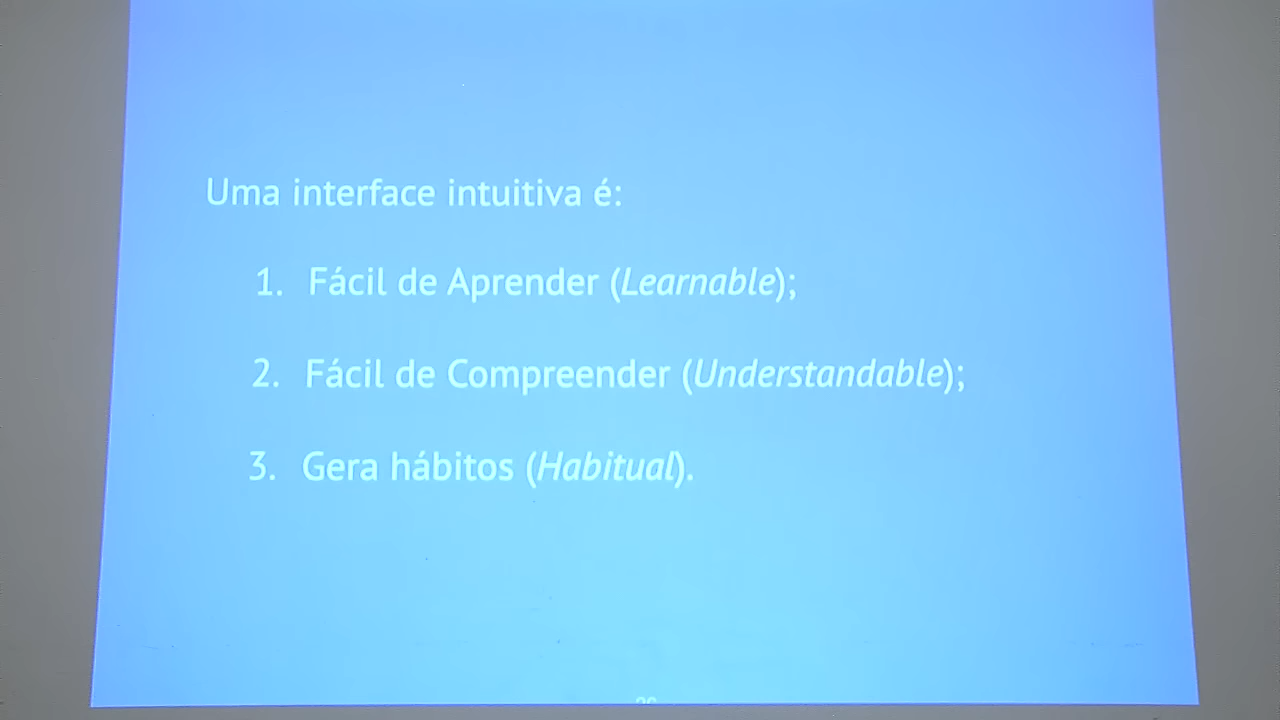 Uma interface intuitiva é:
1. Fácil de Aprender (Learnable);
2. Fácil de Compreender (Understandable);
3. Gera hábitos (Habitual).